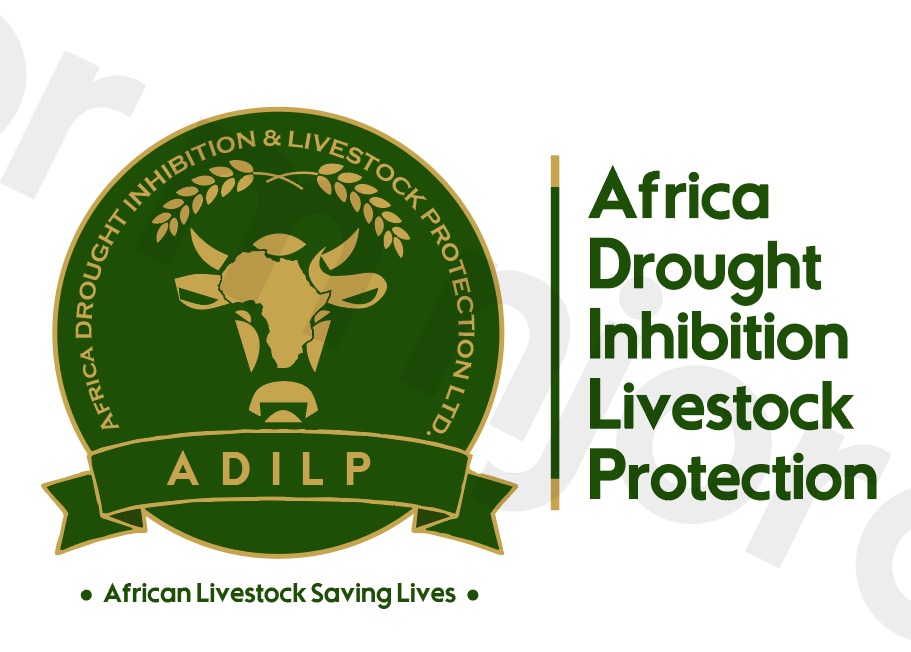 AFRICA DROUGHT INHIBITION & LIVESTOCK PROTECTION LTD.
ADILP
• African Livestock Saving Lives •
Africa
Drought
Inhibition
Livestock
Protection